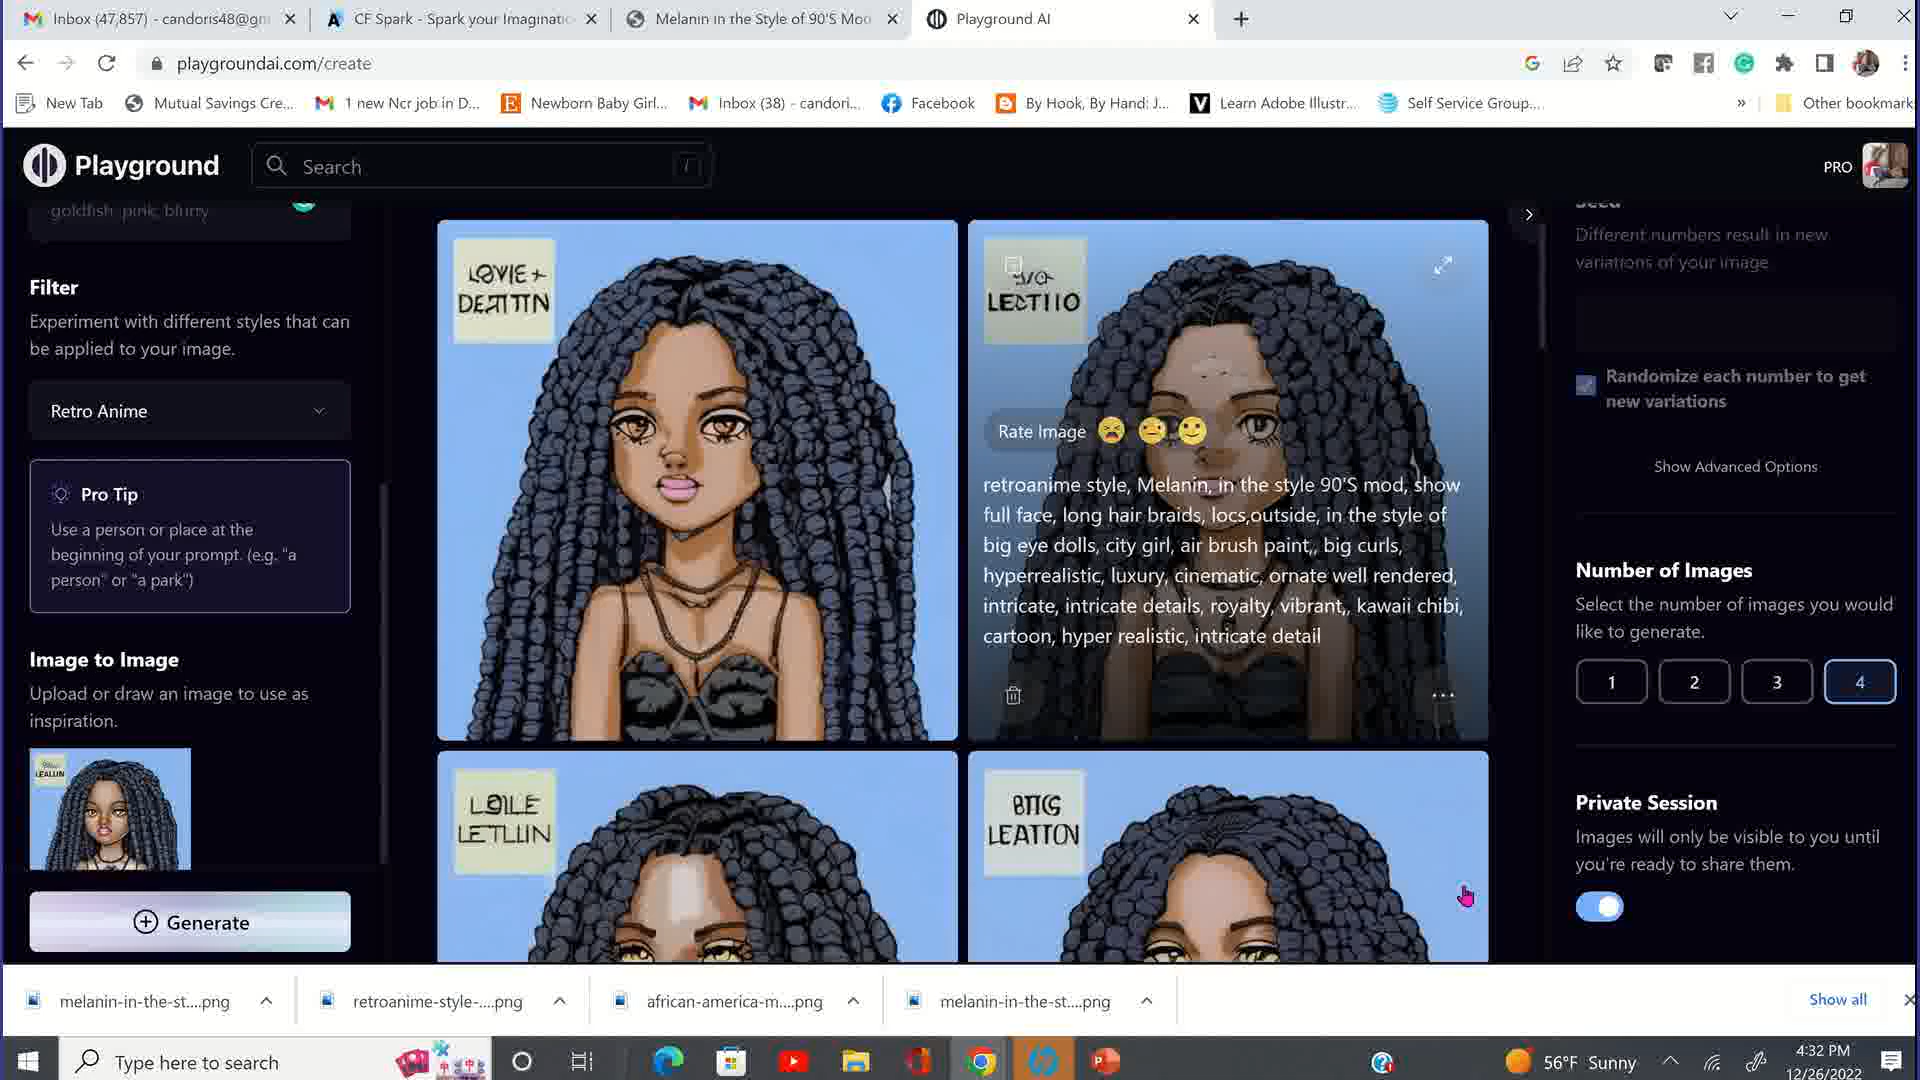 Inbox (47,857) - candoris48@gm
CF Spark - Spark your Imaginatio
Melanin in the Style of 90'S Moo
Playground AI
playgroundai.com/create
New Tab
Mutual Savings Cre...
1 new Ncr job in D...
Newborn Baby Girl...
Inbox (38) - candori...
Facebook
By Hook, By Hand: J...
Learn Adobe Illustr...
Self Service Group,...
»
Other bookmark
Playground
Search
/
PRO
goldfish, pink, blurry
Filter
Experiment with different styles that can
be applied to your image.
Retro Anime
Pro Tip
Use a person or place at the
beginning of your prompt. (e.g. "a
person" or "a park")
Image to Image
Upload or draw an image to use as
inspiration.
LEALLIN
Generate
LOVIE +
LECTIIO
Rate Image
retroanime style, Melanin, in the style 90'S mod, show
full face, long hair braids, locs,outside, in the style of
big eye dolls, city girl, air brush paint,, big curls,
hyperrealistic, luxury, cinematic, ornate well rendered,
intricate, intricate details, royalty, vibrant,, kawaii chibi,
cartoon, hyper realistic, intricate detail
LEATTON
Seed
Different numbers result in new
variations of your image.
Randomize each number to get
new variations
Show Advanced Options
Number of Images
Select the number of images you would
like to generate.
1
2
3
4
Private Session
Images will only be visible to you until
you're ready to share them.
melanin-in-the-st....png
retroanime-style-....png
african-america-m....png
melanin-in-the-st....png
Show all
Type here to search
56°F Sunny
4:32 PM
12/26/2022